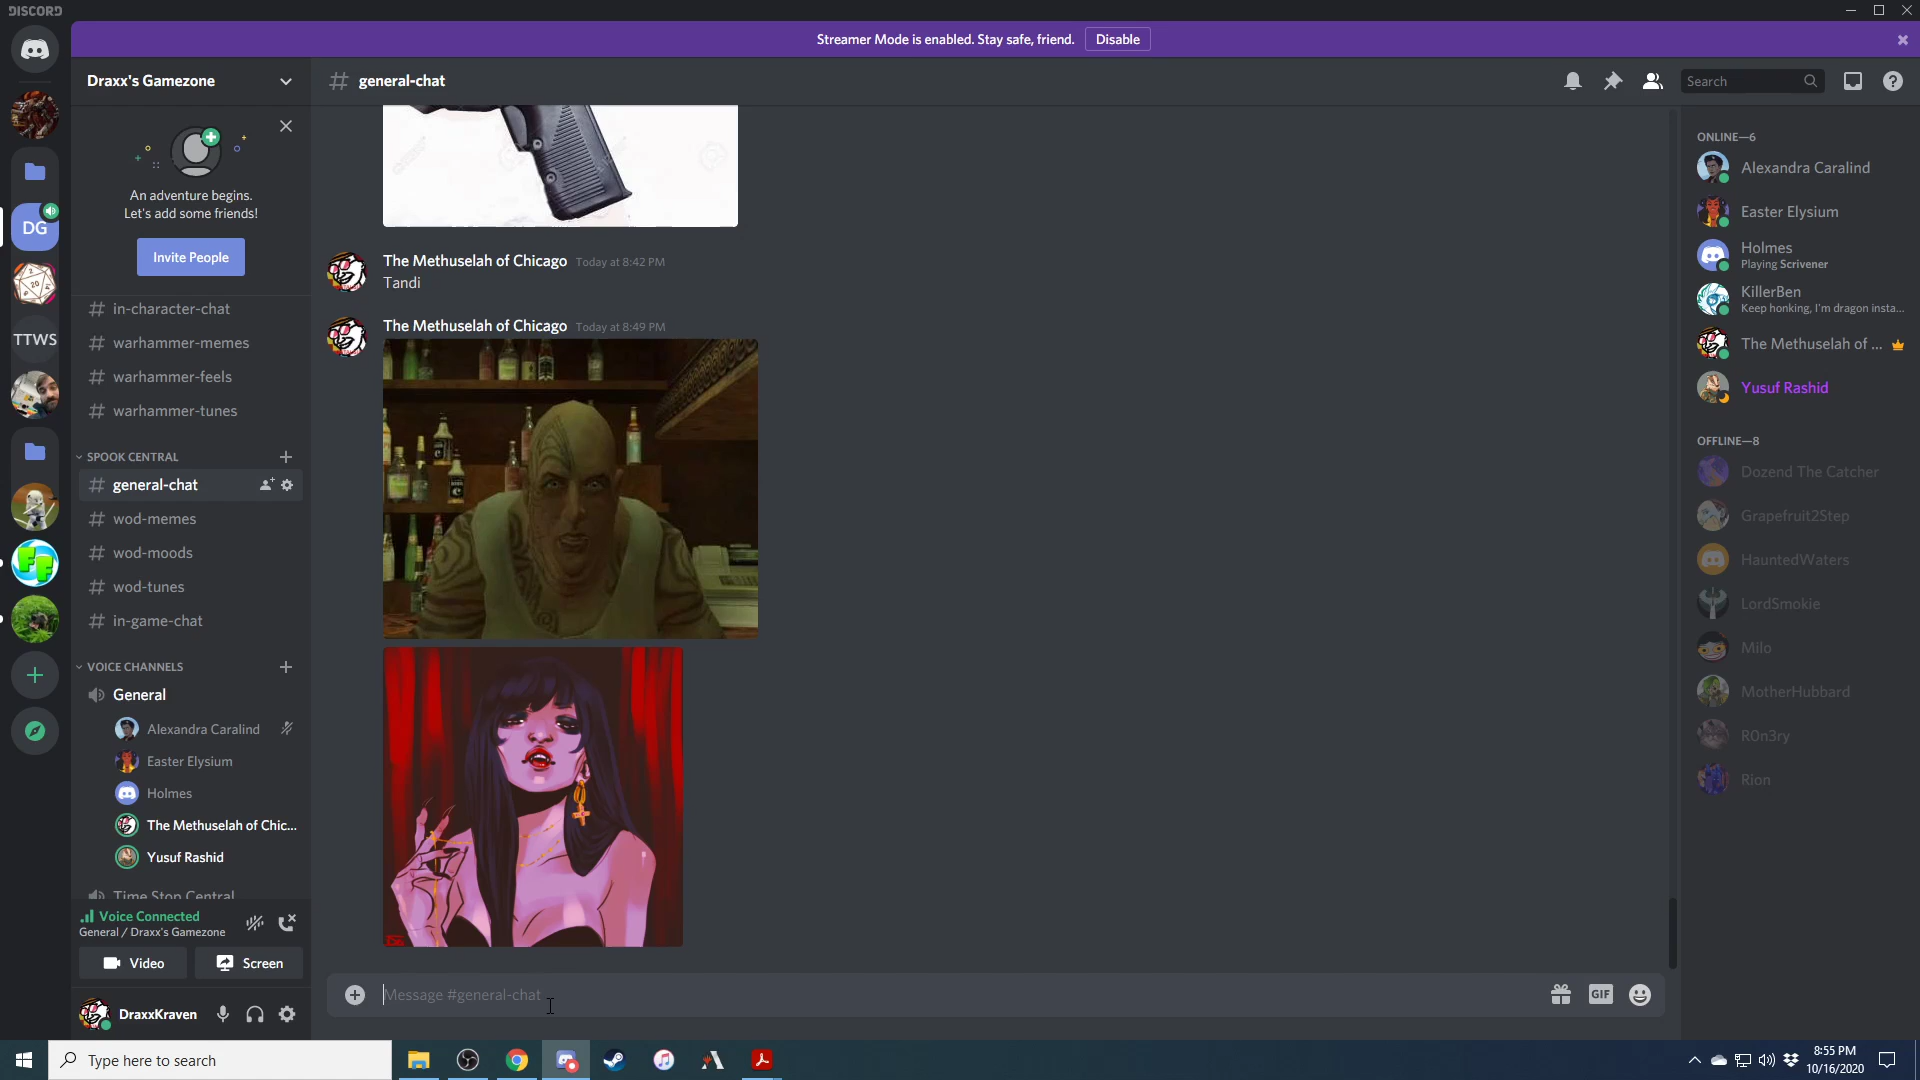 DISCORD
Streamer Mode is enabled. Stay safe, friend.
Disable
Draxx's Gamezone
general-chat
Search
An adventure begins.
Let's add some friends!
Invite People
DG
TTWS
FF
in-character-chat
warhammer-memes
warhammer-feels
warhammer-tunes
SPOOK CENTRAL
general-chat
wod-memes
wod-moods
wod-tunes
in-game-chat
VOICE CHANNELS
General
Alexandra Caralind
Easter Elysium
Holmes
The Methuselah of Chic...
Yusuf Rashid
Time Stop Central
Voice Connected
General / Draxx's Gamezone
Video
Screen
DraxxKraven
The Methuselah of Chicago Today at 8:42 PM
Tandi
The Methuselah of Chicago Today at 8:49 PM
Message #general-chat
GIF
ONLINE—6
Alexandra Caralind
Easter Elysium
Holmes
Playing Scrivener
KillerBen
Keep honking, I'm dragon insta...
The Methuselah of ...
Yusuf Rashid
OFFLINE—8
Dozend The Catcher
Grapefruit2Step
HauntedWaters
LordSmokie
Milo
MotherHubbard
R0n3ry
Rion
Type here to search
8:55 PM
10/16/2020